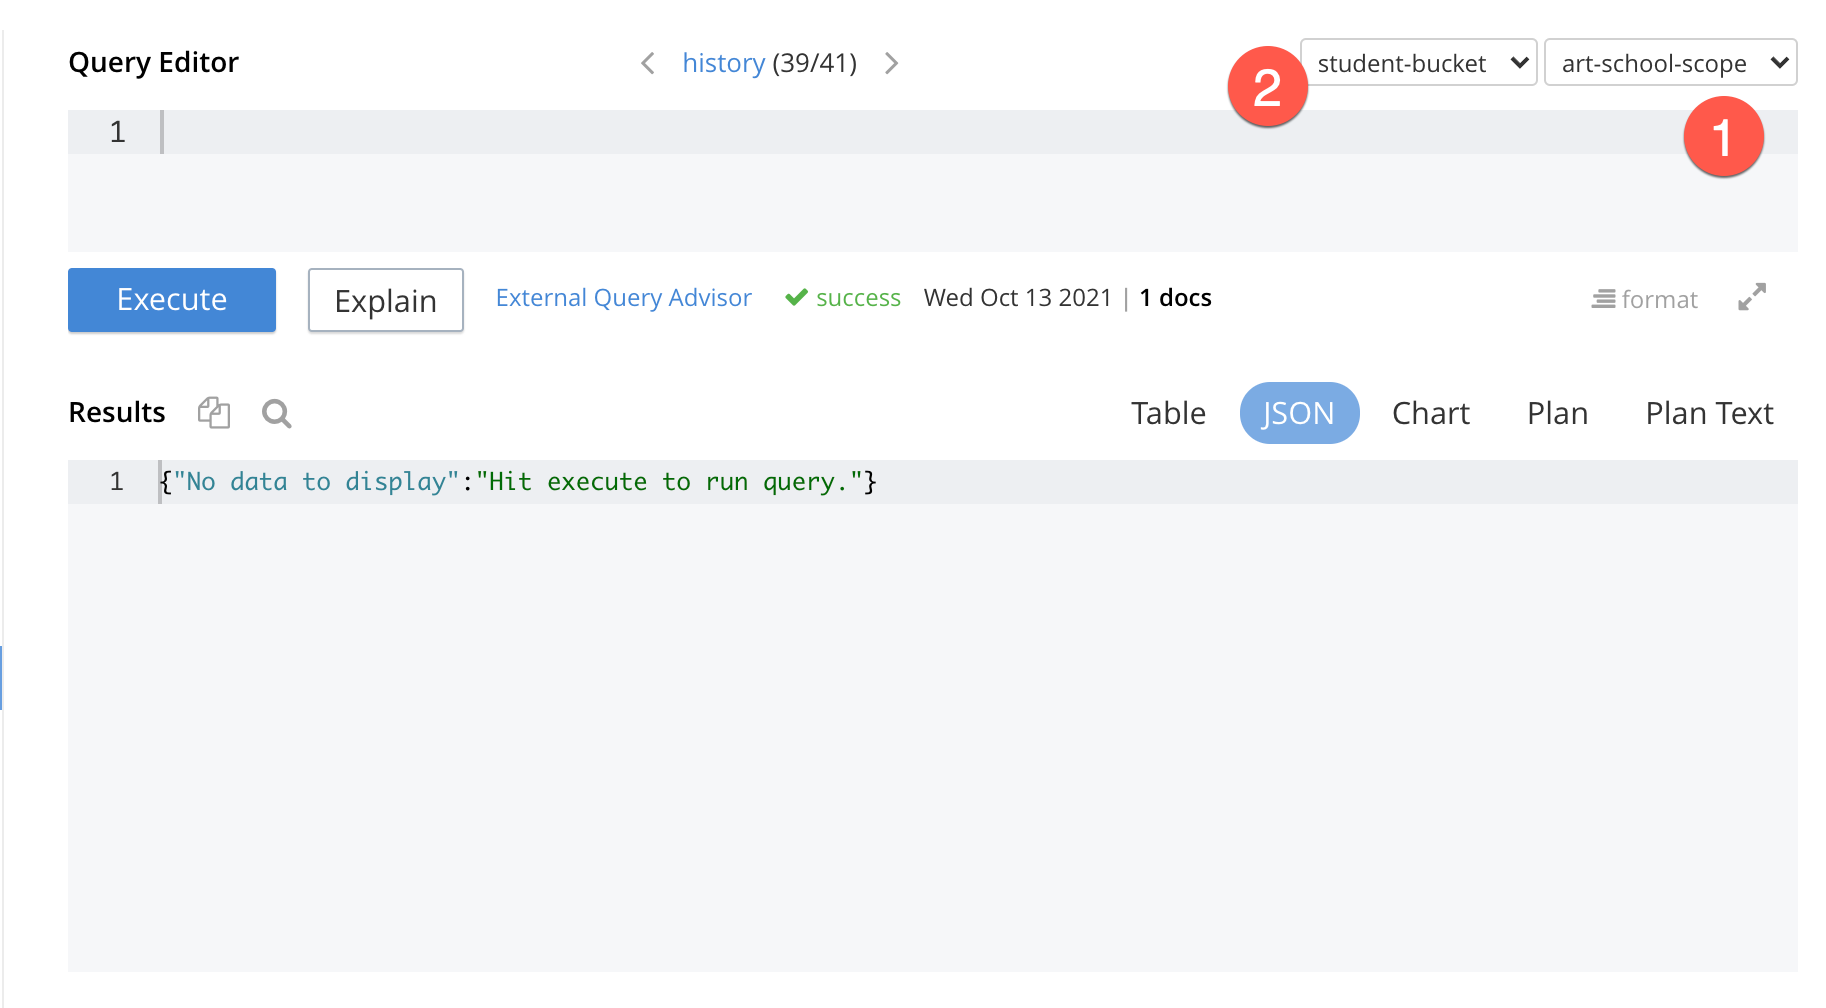 Query Editor
history (39/41)
2
student-bucket
art-school-scope
1
1
Execute
Explain
External Query Advisor
success
Wed Oct 13 2021 | 1 docs
format
Results
Table
JSON
Chart
Plan
Plan Text
1
{"No data to display":"Hit execute to run query."}